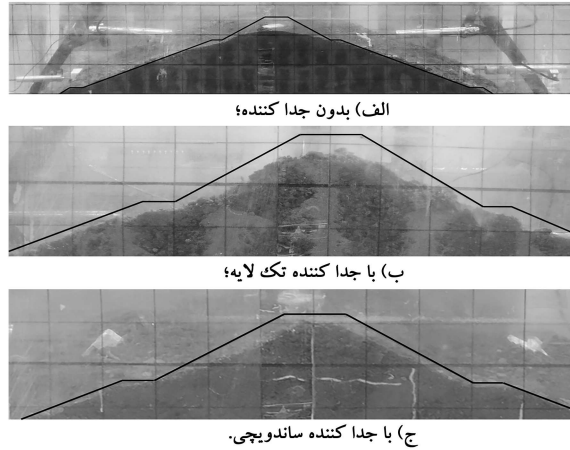 الف) بدون جدا کننده؛
ب) با جدا کننده تک لایه؛
ج) با جدا کننده ساندویچی.